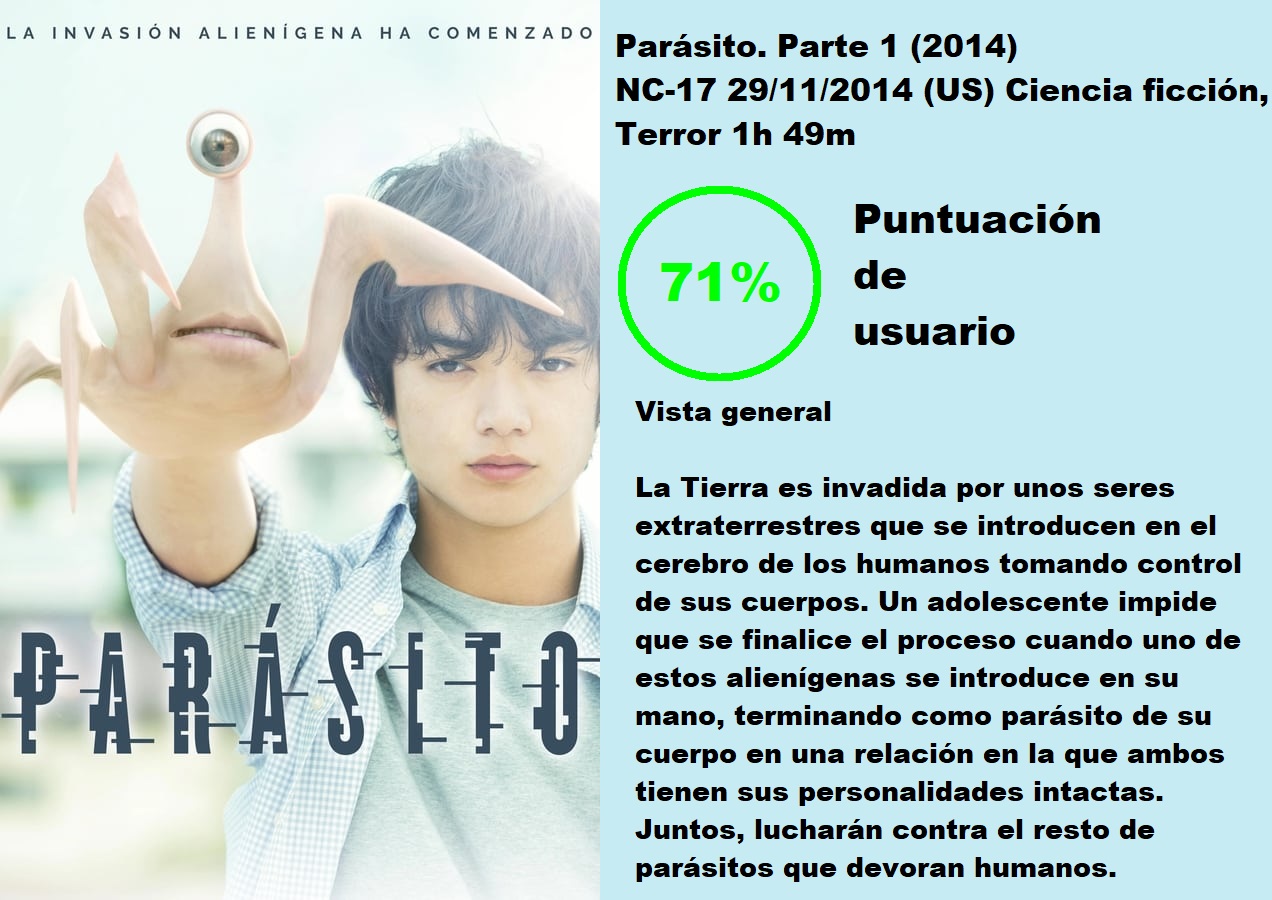 LA INVASIÓN ALIENÍGENA HA COMENZADO
PARÁSITO
Parásito. Parte 1 (2014)
NC-17 29/11/2014 (US) Ciencia ficción,
Terror 1h 49m
71%
Puntuación
de
usuario
Vista general
La Tierra es invadida por unos seres
extraterrestres que se introducen en el
cerebro de los humanos tomando control
de sus cuerpos. Un adolescente impide
que se finalice el proceso cuando uno de
estos alienígenas se introduce en su
mano, terminando como parásito de su
cuerpo en una relación en la que ambos
tienen sus personalidades intactas.
Juntos, lucharán contra el resto de
parásitos que devoran humanos.